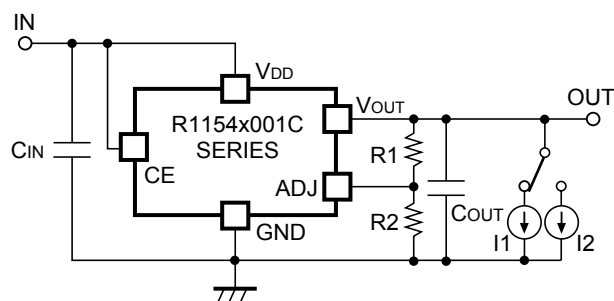 IN
VDD
R1154x001C
SERIES
VOUT
OUT
CIN
CE
ADJ
GND
R1
R2
COUT
I1
I2